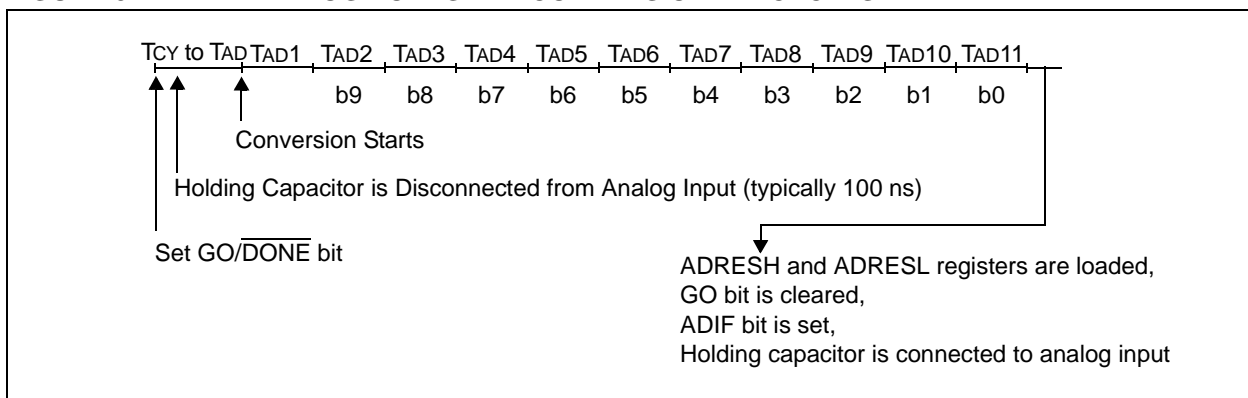 TCY to TAD TAD1 TAD2 TAD3 TAD4 TAD5 TAD6 TAD7 TAD8 TAD9 TAD10 TAD11
b9 b8 b7 b6 b5 b4 b3 b2 b1 b0
Conversion Starts
Holding Capacitor is Disconnected from Analog Input (typically 100 ns)
Set GO/DONE bit
ADRESH and ADRESL registers are loaded,
GO bit is cleared,
ADIF bit is set,
Holding capacitor is connected to analog input